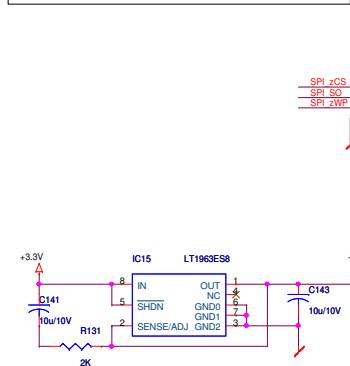 SPI_zCS
SPI_SO
SPI_zWP
+3.3V
IC15 LT1963ES8
8 IN OUT 1
NC 4
5 SHDN GND0 6
GND1 7
2 SENSE/ADJ GND2 3
C141
10u/10V
R131
2K
C143
10u/10V